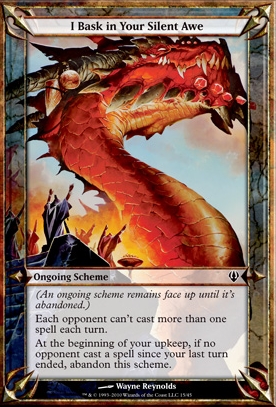 I Bask in Your Silent Awe
Ongoing Scheme
(An ongoing scheme remains face up until it's
abandoned.)
Each opponent can't cast more than one
spell each turn.
At the beginning of your upkeep, if no
opponent cast a spell since your last turn
ended, abandon this scheme.
Wayne Reynolds
™ & © 1993–2010 Wizards of the Coast LLC 15/45